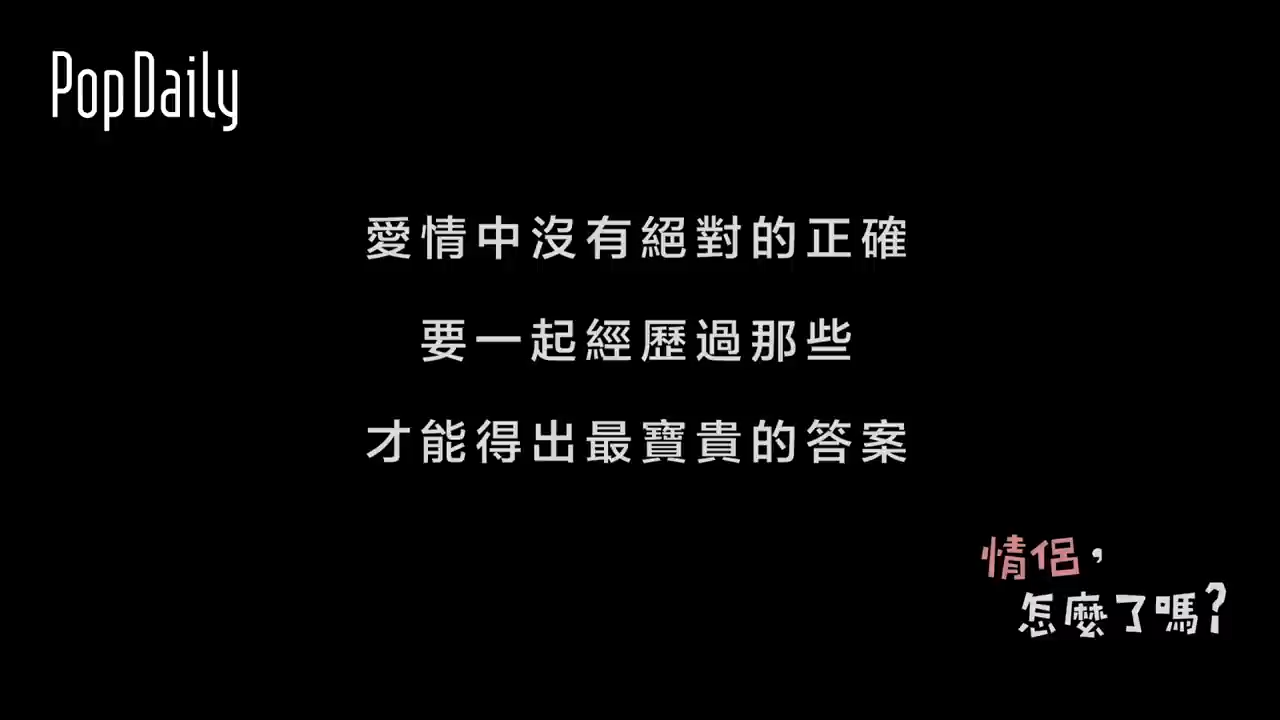 PopDaily
愛情中沒有絕對的正確
要一起經歷過那些
才能得出最寶貴的答案
情侶，
怎麼了嗎？